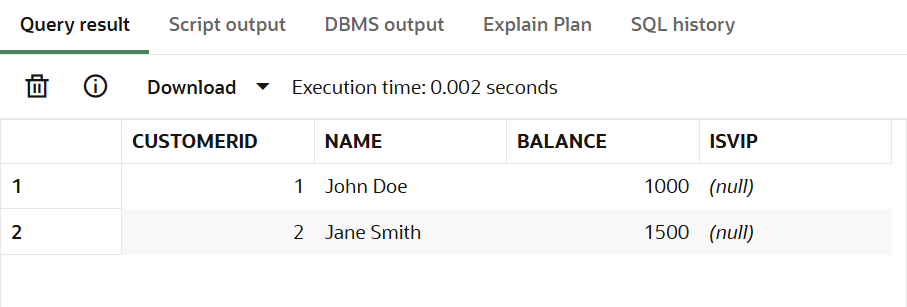 Query result Script output DBMS output Explain Plan SQL history
Download Execution time: 0.002 seconds
CUSTOMERID NAME BALANCE ISVIP
1 1 John Doe 1000 (null)
2 2 Jane Smith 1500 (null)